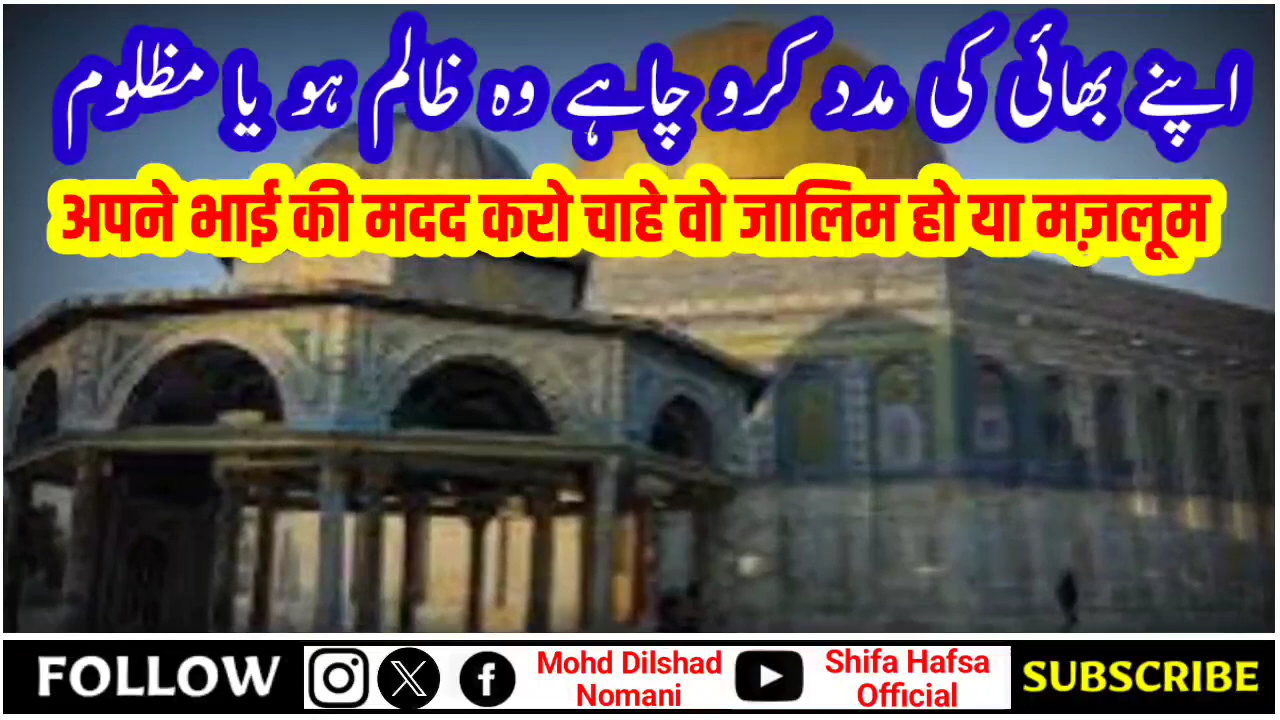 اپنے بھائی کی مدد کرو چاہے وہ ظالم ہو یا مظلوم
अपने भाई की मदद करो चाहे वो जालिम हो या मज़लूम
FOLLOW
Mohd Dilshad
Nomani
Shifa Hafsa
Official
SUBSCRIBE